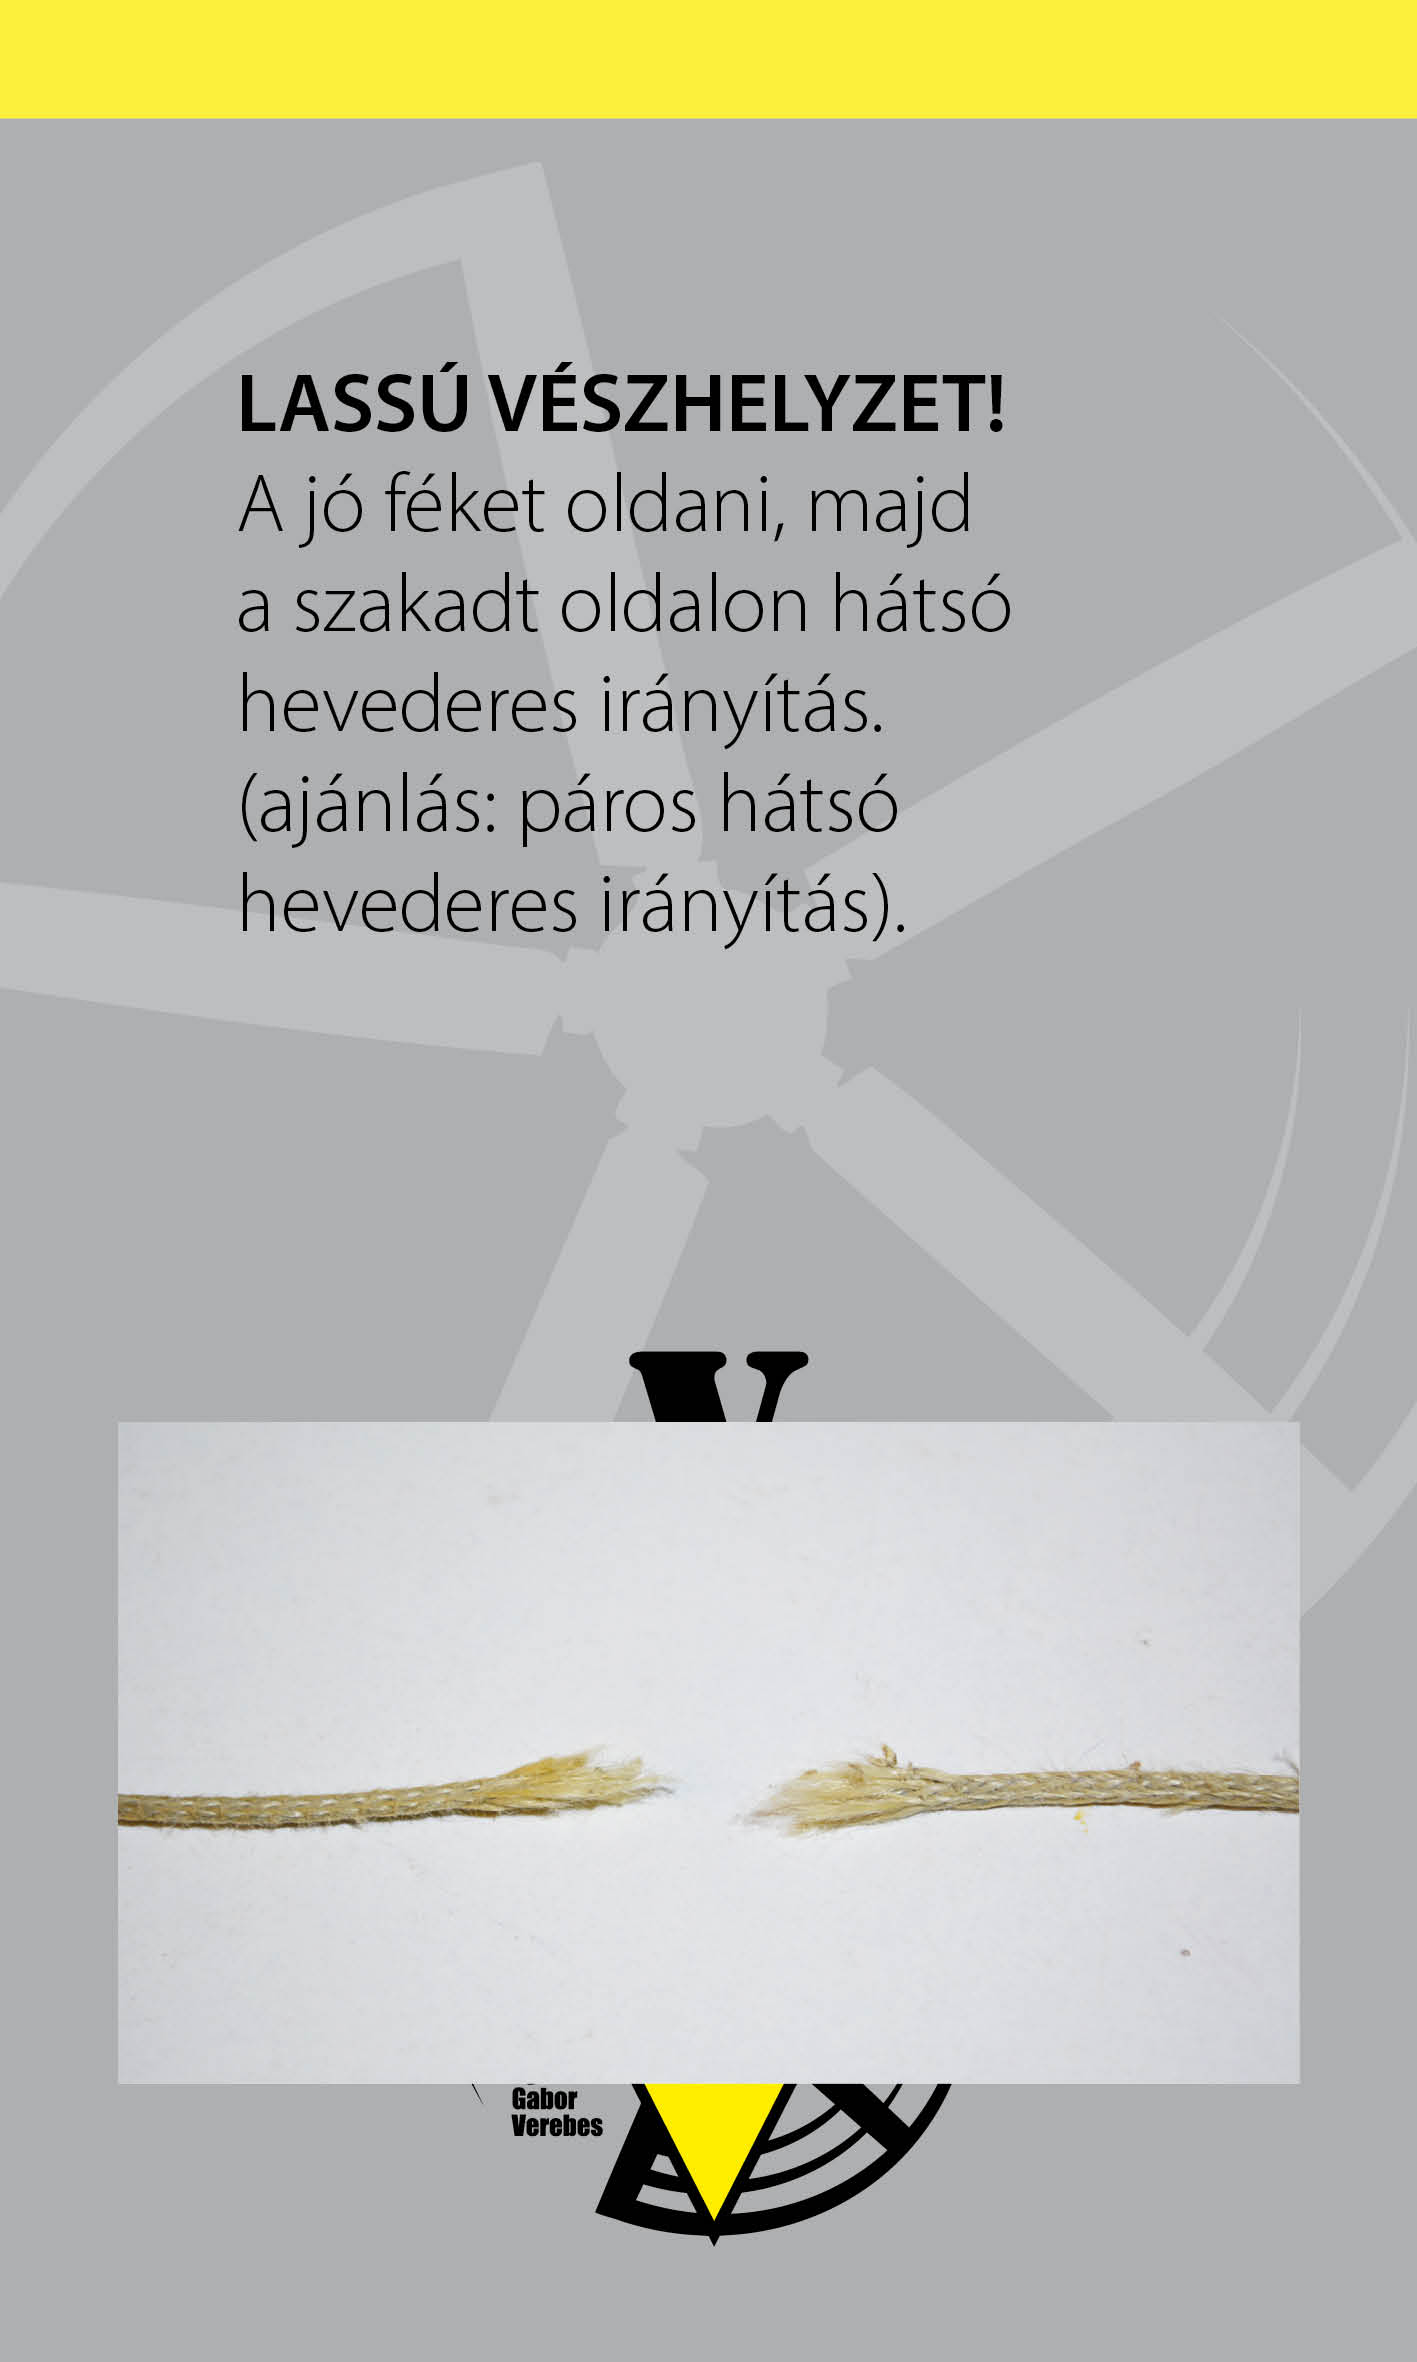 LASSÚ VÉSZHELYZET!
A jó féket oldani, majd
a szakadt oldalon hátsó
hevederes irányítás.
(ajánlás: páros hátsó
hevederes irányítás).
V
Gabor
Verebes